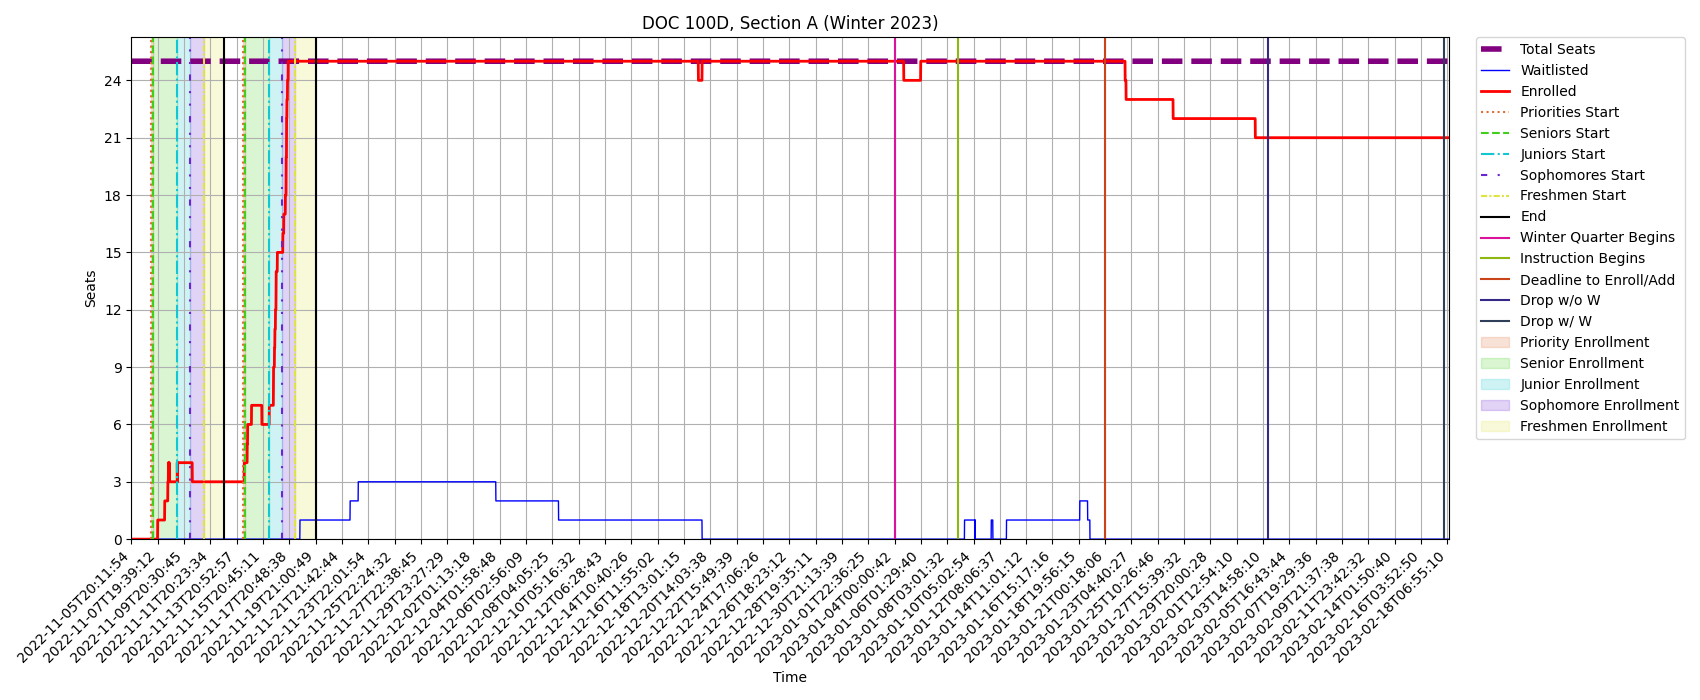 DOC 100D, Section A (Winter 2023)
Seats
24
21
18
15
12
9
6
3
0
2022-11-05T20:11:54
2022-11-07T19:39:12
2022-11-09T20:30:45
2022-11-11T20:23:34
2022-11-13T20:52:57
2022-11-15T20:45:11
2022-11-17T20:48:38
2022-11-19T21:00:49
2022-11-21T21:42:44
2022-11-23T22:01:54
2022-11-25T22:24:32
2022-11-27T22:38:45
2022-11-29T23:27:29
2022-12-02T01:13:18
2022-12-04T01:58:48
2022-12-06T02:56:09
2022-12-08T04:05:25
2022-12-10T05:16:32
2022-12-12T06:28:43
2022-12-14T10:40:26
2022-12-16T11:55:02
2022-12-18T13:01:15
2022-12-20T14:03:38
2022-12-22T15:49:39
2022-12-24T17:06:26
2022-12-26T18:23:12
2022-12-28T19:35:11
2022-12-30T21:13:39
2023-01-01T22:36:25
2023-01-04T00:00:42
2023-01-06T01:29:40
2023-01-08T03:01:32
2023-01-10T05:02:54
2023-01-12T08:06:37
2023-01-14T11:01:12
2023-01-16T15:17:16
2023-01-18T19:56:15
2023-01-21T00:18:06
2023-01-23T04:40:27
2023-01-25T10:26:46
2023-01-27T15:39:32
2023-01-29T20:00:28
2023-02-01T12:54:10
2023-02-03T14:58:10
2023-02-05T16:43:44
2023-02-07T19:29:36
2023-02-09T21:37:38
2023-02-11T23:42:32
2023-02-14T01:50:40
2023-02-16T03:52:50
2023-02-18T06:55:10
Time
Total Seats
Waitlisted
Enrolled
Priorities Start
Seniors Start
Juniors Start
Sophomores Start
Freshmen Start
End
Winter Quarter Begins
Instruction Begins
Deadline to Enroll/Add
Drop w/o W
Drop w/ W
Priority Enrollment
Senior Enrollment
Junior Enrollment
Sophomore Enrollment
Freshmen Enrollment